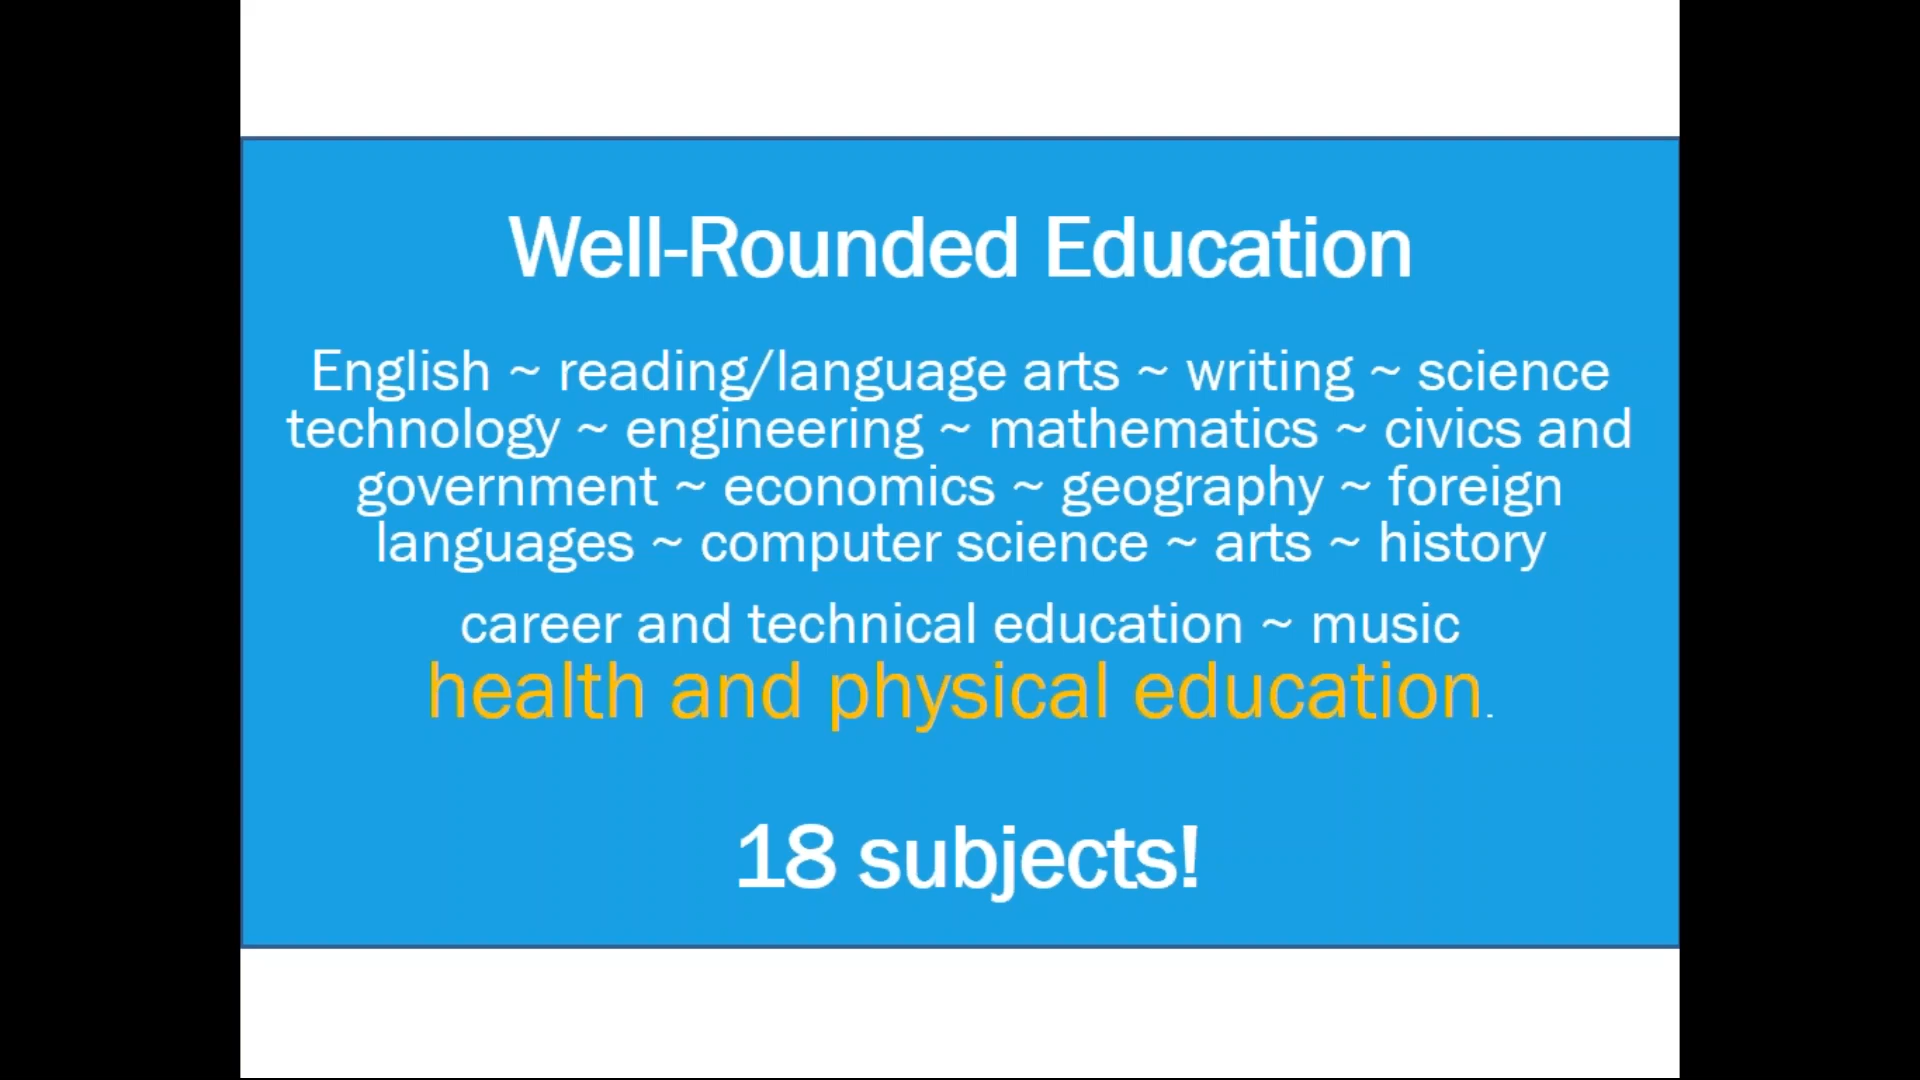 Well-Rounded Education
English ~ reading/language arts ~ writing ~ science
technology ~ engineering ~ mathematics ~ civics and
government ~ economics ~ geography ~ foreign
languages ~ computer science ~ arts ~ history
career and technical education ~ music
health and physical education.
18 subjects!